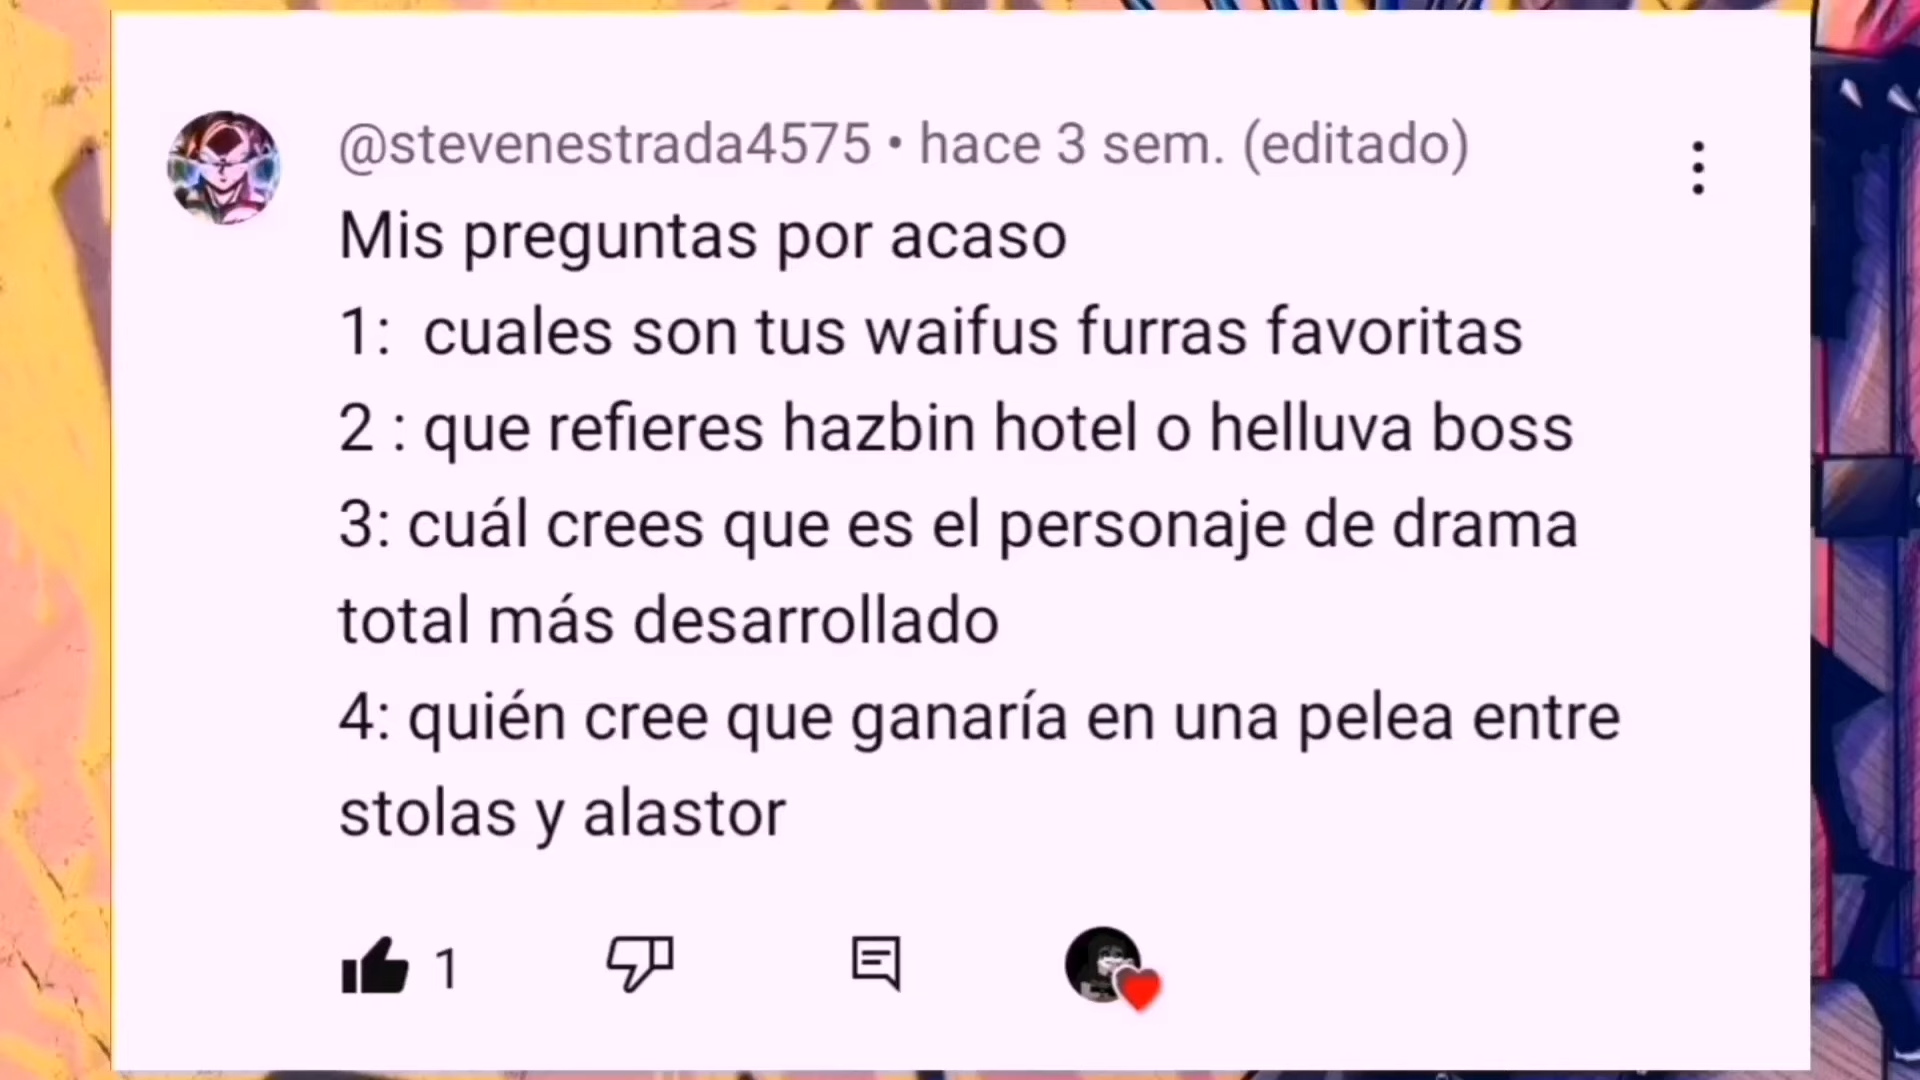 @stevenestrada4575 • hace 3 sem. (editado)
Mis preguntas por acaso
1:  cuales son tus waifus furras favoritas
2 : que refieres hazbin hotel o helluva boss
3: cuál crees que es el personaje de drama
total más desarrollado
4: quién cree que ganaría en una pelea entre
stolas y alastor
1